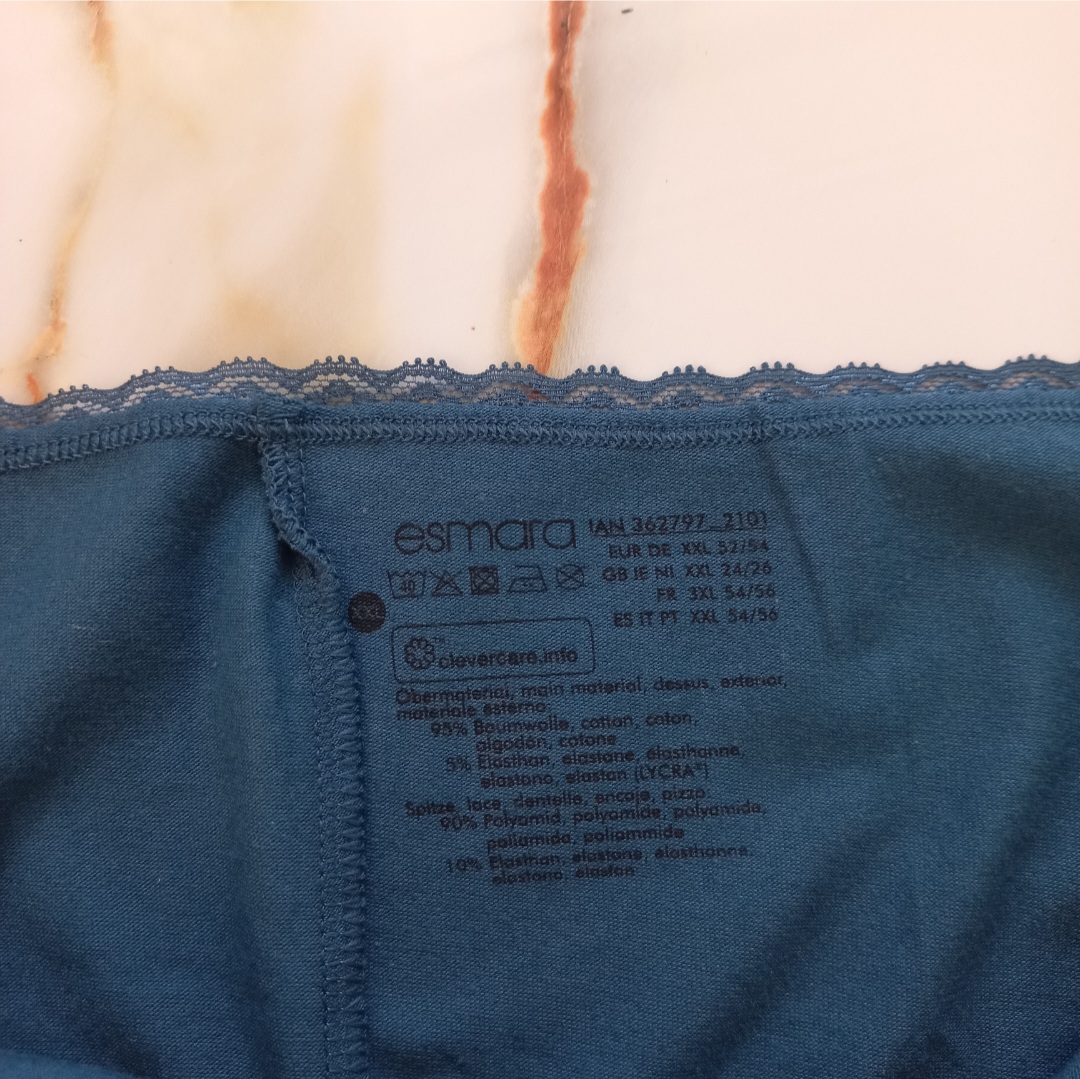 esmara IAN 362797_2101
EUR DE XXL 52/54
GB IE NI XXL 24/26
FR 3XL 54/56
ES IT PT XXL 54/56
40
XXL
clevercare.info
Obermaterial, main material, dessus, exterior,
materiale esterno,
95% Baumwolle, cotton, coton,
algodón, cotone
5% Elasthan, elastane, élasthanne,
elastano, elastan (LYCRA®)
Spitze, lace, dentelle, encaje, pizzo
90% Polyamid, polyamide, polyamide,
poliamida, poliammide
10% Elasthan, elastane, élasthanne,
elastano, elastan